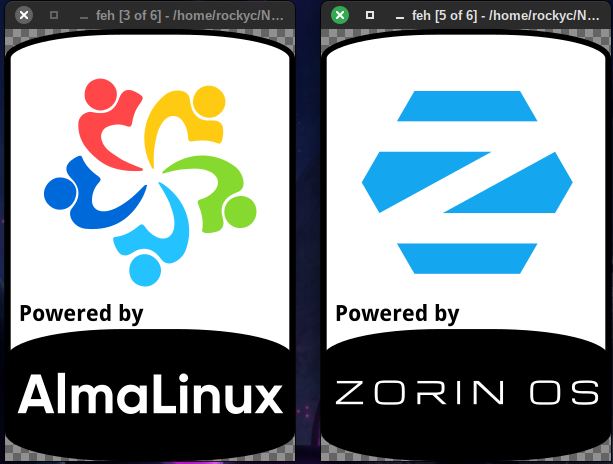 feh [3 of 6] - /home/rockyc/N...
Powered by
AlmaLinux
feh [5 of 6] - /home/rockyc/N...
Powered by
ZORIN OS